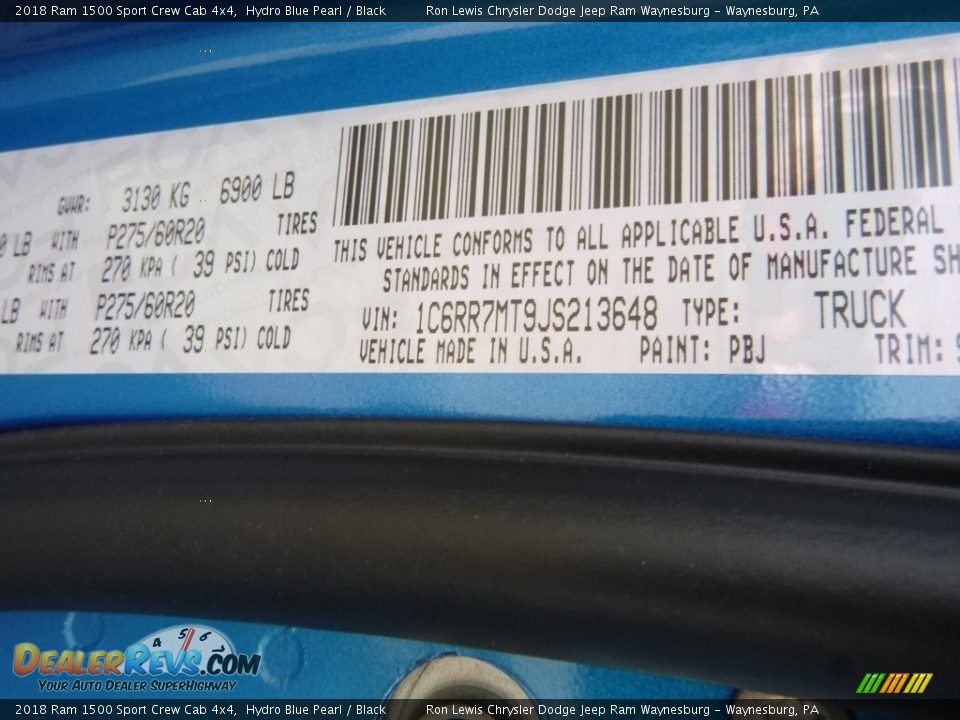 2018 Ram 1500 Sport Crew Cab 4x4, Hydro Blue Pearl / Black Ron Lewis Chrysler Dodge Jeep Ram Waynesburg - Waynesburg, PA
GVWR: 3130 KG 6900 LB
LB WITH P275/60R20 TIRES
RIMS AT 270 KPA ( 39 PSI) COLD
LB WITH P275/60R20 TIRES
RIMS AT 270 KPA ( 39 PSI) COLD
THIS VEHICLE CONFORMS TO ALL APPLICABLE U.S.A. FEDERAL
STANDARDS IN EFFECT ON THE DATE OF MANUFACTURE SH
VIN: 1C6RR7MT9JS213648 TYPE: TRUCK
VEHICLE MADE IN U.S.A. PAINT: PBJ TRIM:
4 5 6
DEALERREVS.COM
YOUR AUTO DEALER SUPERHIGHWAY
2018 Ram 1500 Sport Crew Cab 4x4, Hydro Blue Pearl / Black Ron Lewis Chrysler Dodge Jeep Ram Waynesburg - Waynesburg, PA